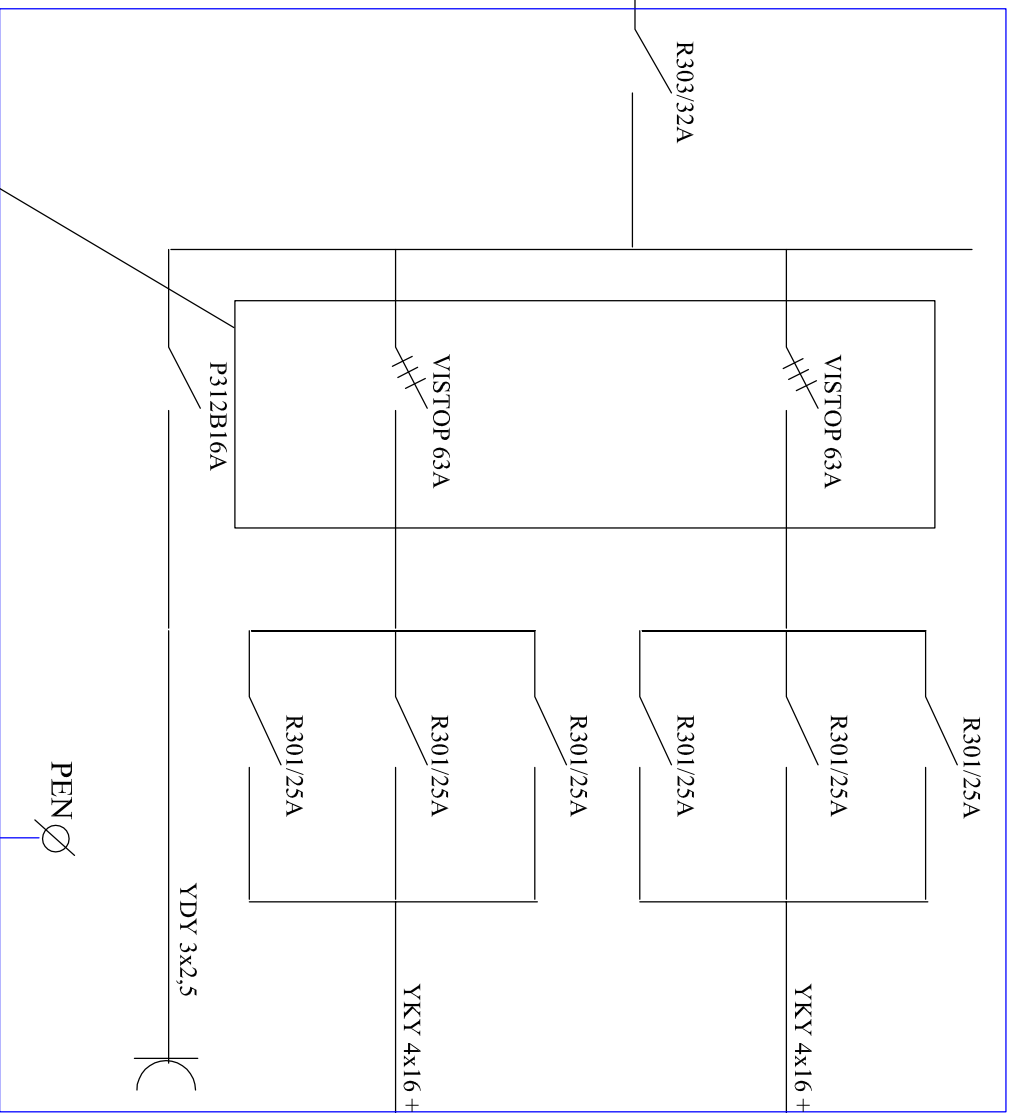 R303/32A
VISTOP 63A
VISTOP 63A
P312B16A
R301/25A
R301/25A
R301/25A
R301/25A
R301/25A
R301/25A
PEN
YDY 3x2,5
YKY 4x16 +
YKY 4x16 +